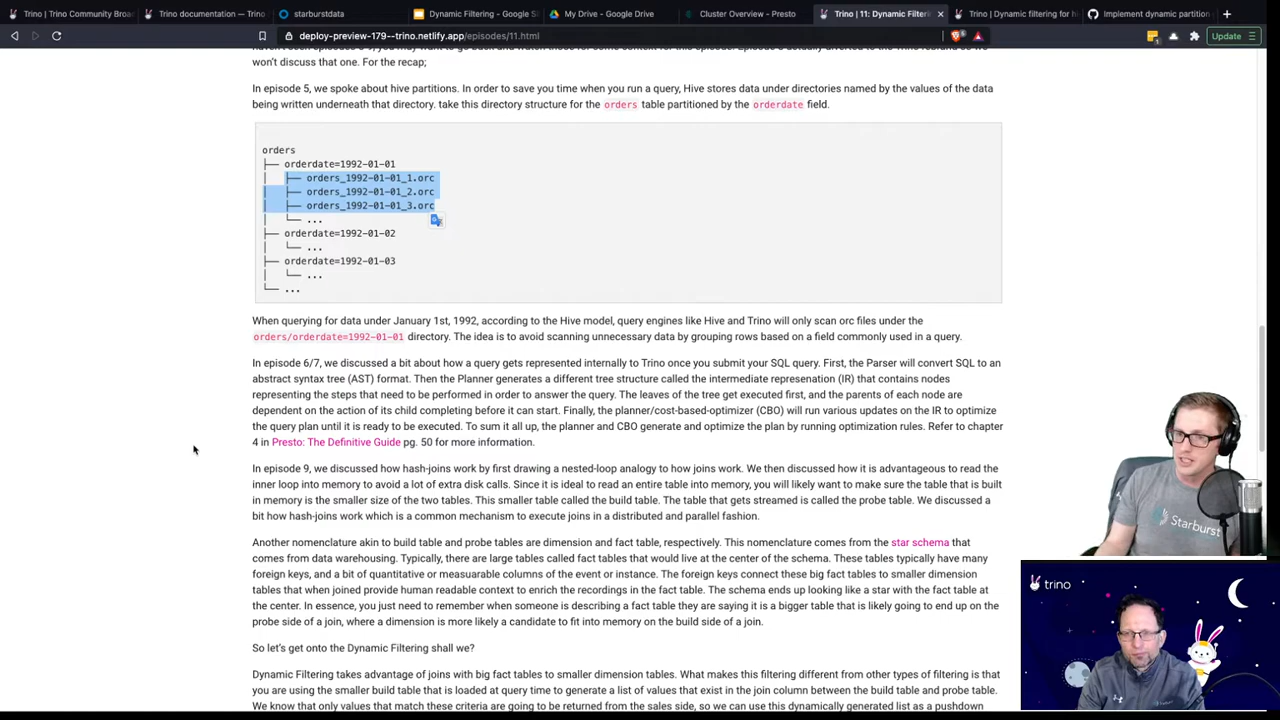 Trino Community Broa
Trino documentation — Trino
starburstdata
Dynamic Filtering - Google S
My Drive - Google Drive
Cluster Overview - Presto
Trino | 11: Dynamic Filterin
Trino | Dynamic filtering for h
Implement dynamic partition
deploy-preview-179--trino.netlify.app/episodes/11.html
Update
won't discuss that one. For the recap;
In episode 5, we spoke about hive partitions. In order to save you time when you run a query, Hive stores data under directories named by the values of the data
being written underneath that directory. take this directory structure for the orders table partitioned by the orderdate field.
orders
├── orderdate=1992-01-01
│   ├── orders_1992-01-01_1.orc
│   ├── orders_1992-01-01_2.orc
│   ├── orders_1992-01-01_3.orc
│   └── ...
├── orderdate=1992-01-02
│   └── ...
├── orderdate=1992-01-03
│   └── ...
└── ...
When querying for data under January 1st, 1992, according to the Hive model, query engines like Hive and Trino will only scan orc files under the
orders/orderdate=1992-01-01 directory. The idea is to avoid scanning unnecessary data by grouping rows based on a field commonly used in a query.
In episode 6/7, we discussed a bit about how a query gets represented internally to Trino once you submit your SQL query. First, the Parser will convert SQL to an
abstract syntax tree (AST) format. Then the Planner generates a different tree structure called the intermediate represenation (IR) that contains nodes
representing the steps that need to be performed in order to answer the query. The leaves of the tree get executed first, and the parents of each node are
dependent on the action of its child completing before it can start. Finally, the planner/cost-based-optimizer (CBO) will run various updates on the IR to optimize
the query plan until it is ready to be executed. To sum it all up, the planner and CBO generate and optimize the plan by running optimization rules. Refer to chapter
4 in Presto: The Definitive Guide pg. 50 for more information.
In episode 9, we discussed how hash-joins work by first drawing a nested-loop analogy to how joins work. We then discussed how it is advantageous to read the
inner loop into memory to avoid a lot of extra disk calls. Since it is ideal to read an entire table into memory, you will likely want to make sure the table that is built
in memory is the smaller size of the two tables. This smaller table called the build table. The table that gets streamed is called the probe table. We discussed a
bit how hash-joins work which is a common mechanism to execute joins in a distributed and parallel fashion.
Another nomenclature akin to build table and probe tables are dimension and fact table, respectively. This nomenclature comes from the star schema that
comes from data warehousing. Typically, there are large tables called fact tables that would live at the center of the schema. These tables typically have many
foreign keys, and a bit of quantitative or measuarable columns of the event or instance. The foreign keys connect these big fact tables to smaller dimension
tables that when joined provide human readable context to enrich the recordings in the fact table. The schema ends up looking like a star with the fact table at
the center. In essence, you just need to remember when someone is describing a fact table they are saying it is a bigger table that is likely going to end up on the
probe side of a join, where a dimension is more likely a candidate to fit into memory on the build side of a join.
So let's get onto the Dynamic Filtering shall we?
Dynamic Filtering takes advantage of joins with big fact tables to smaller dimension tables. What makes this filtering different from other types of filtering is that
you are using the smaller build table that is loaded at query time to generate a list of values that exist in the join column between the build table and probe table.
We know that only values that match these criteria are going to be returned from the sales side, so we can use this dynamically generated list as a pushdown
Starburst
trino